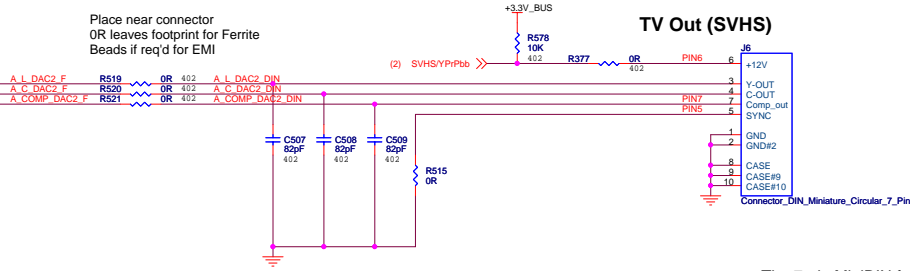 +3.3V_BUS
Place near connector
0R leaves footprint for Ferrite
Beads if req'd for EMI
TV Out (SVHS)
R578
10K
402
J6
(2) SVHS/YPrPbb
R377
0R
402
PIN6
6
+12V
A_L_DAC2_F
R519
0R
402
A_L_DAC2_DIN
3
Y-OUT
A_C_DAC2_F
R520
0R
402
A_C_DAC2_DIN
4
C-OUT
A_COMP_DAC2_F
R521
0R
402
A_COMP_DAC2_DIN
PIN7
7
Comp_out
PIN5
5
SYNC
1
GND
2
GND#2
C507
82pF
402
C508
82pF
402
C509
82pF
402
R515
0R
8
CASE
9
CASE#9
10
CASE#10
Connector_DIN_Miniature_Circular_7_Pin